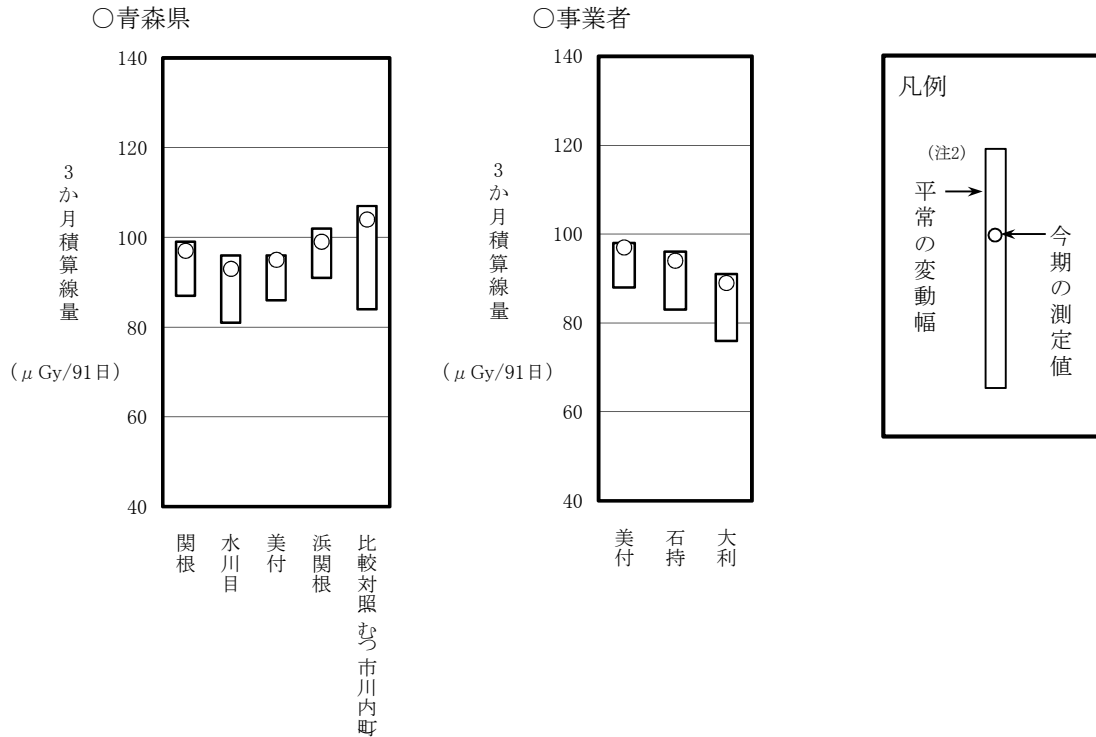 ○青森県
140
120
100
80
60
40
3か月積算線量
(μGy/91日)
関根
水川目
美付
浜関根
比較対照 むつ市川内町
○事業者
140
120
100
80
60
40
3か月積算線量
(μGy/91日)
美付
石持
大利
凡例
(注2)
平常の変動幅
今期の測定値